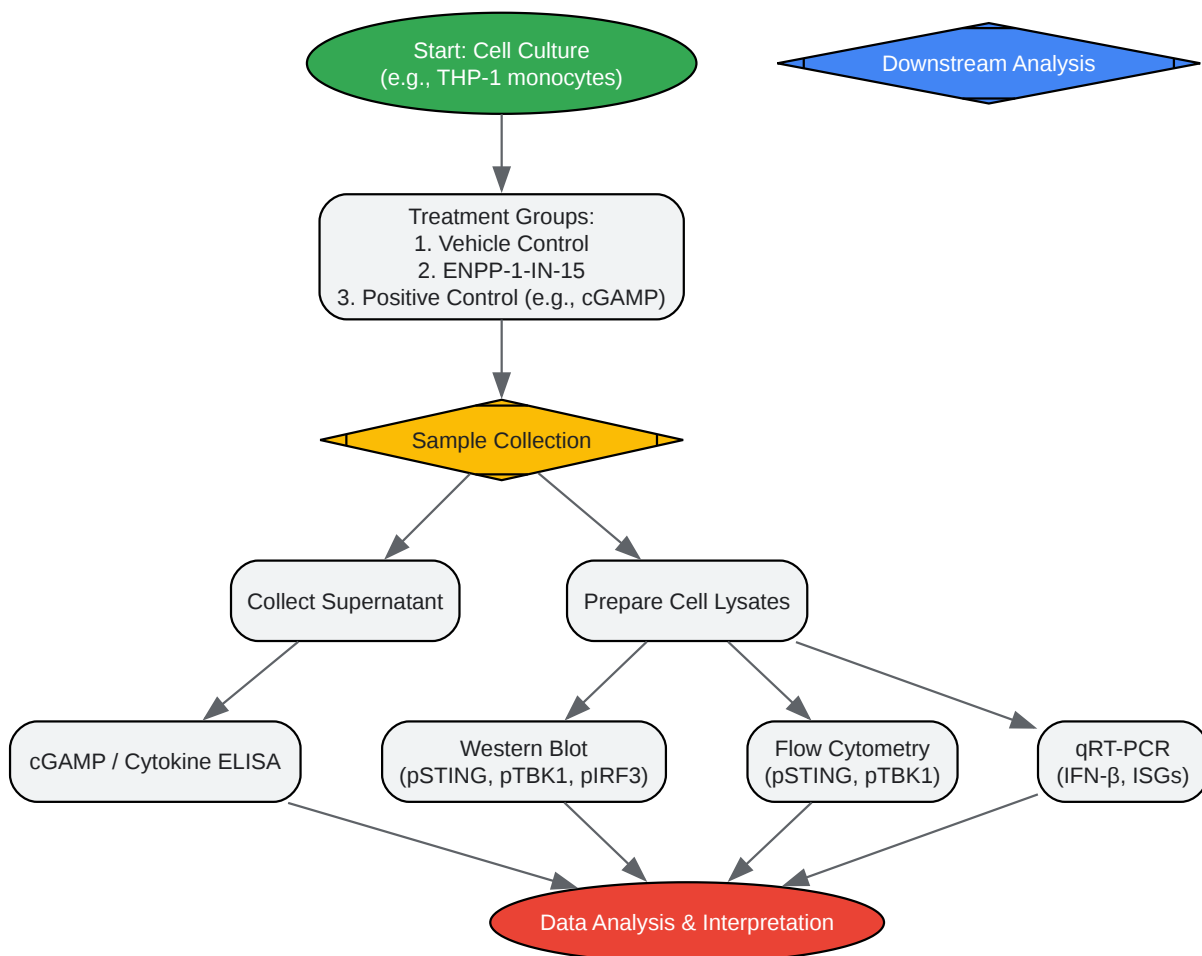 Start: Cell Culture
(e.g., THP-1 monocytes)
Downstream Analysis
Treatment Groups:
1. Vehicle Control
2. ENPP-1-IN-15
3. Positive Control (e.g., cGAMP)
Sample Collection
Collect Supernatant
Prepare Cell Lysates
cGAMP / Cytokine ELISA
Western Blot
(pSTING, pTBK1, pIRF3)
Flow Cytometry
(pSTING, pTBK1)
qRT-PCR
(IFN-β, ISGs)
Data Analysis & Interpretation